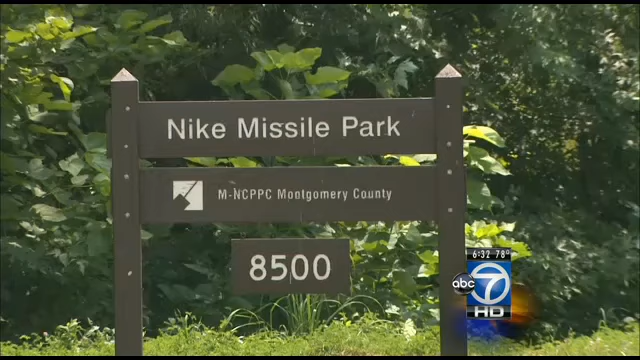 Nike Missile Park
M-NCPPC Montgomery County
8500
6:32 78°
abc 7
HD